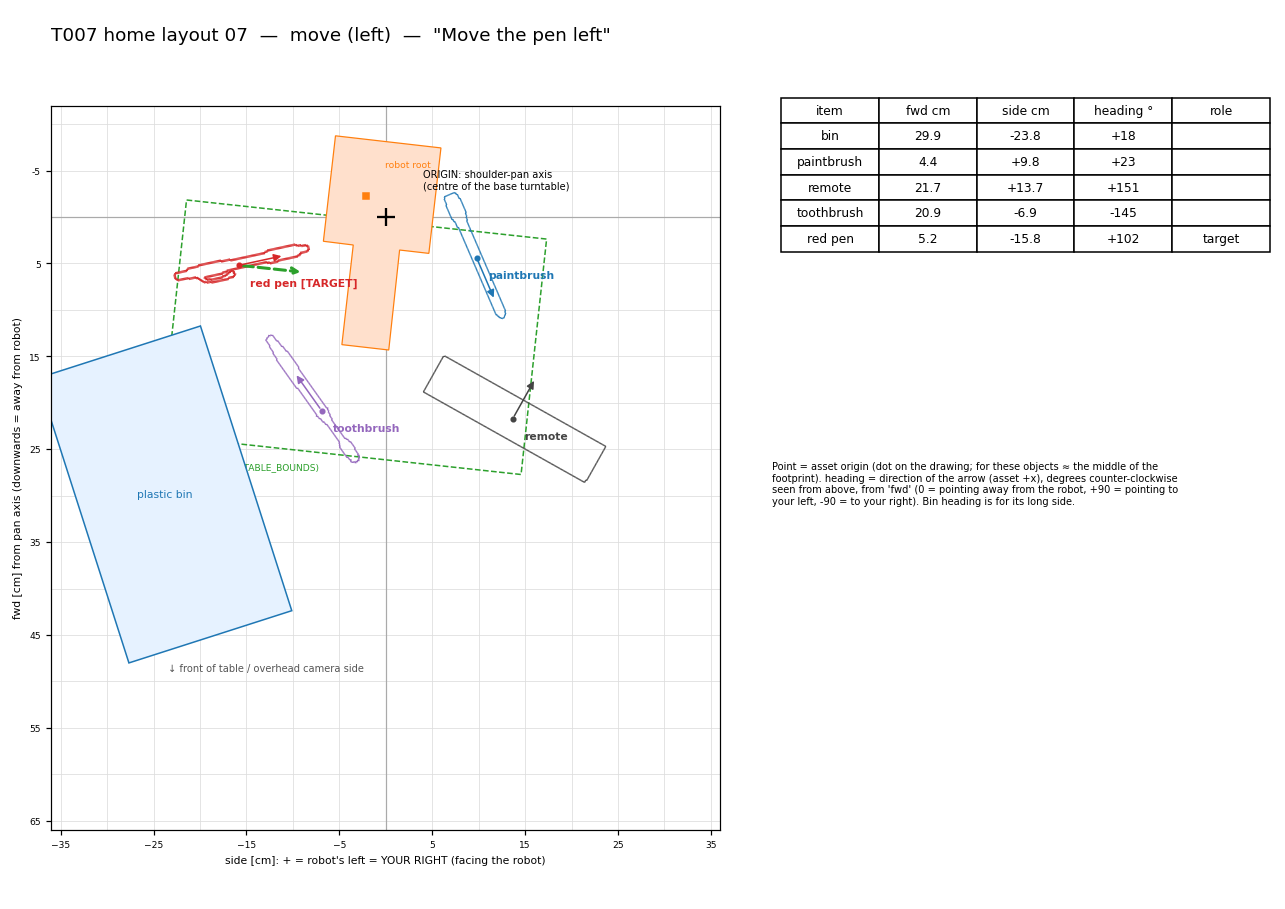 T007 home layout 07 — move (left) — "Move the pen left"
item fwd cm side cm heading ° role
bin 29.9 -23.8 +18
paintbrush 4.4 +9.8 +23
remote 21.7 +13.7 +151
toothbrush 20.9 -6.9 -145
red pen 5.2 -15.8 +102 target
robot root
ORIGIN: shoulder-pan axis
(centre of the base turntable)
paintbrush
red pen [TARGET]
toothbrush
remote
TABLE_BOUNDS)
plastic bin
↓ front of table / overhead camera side
-5
5
15
25
35
45
55
65
fwd [cm] from pan axis (downwards = away from robot)
−35 −25 −15 −5 5 15 25 35
side [cm]: + = robot's left = YOUR RIGHT (facing the robot)
Point = asset origin (dot on the drawing; for these objects ≈ the middle of the
footprint). heading = direction of the arrow (asset +x), degrees counter-clockwise
seen from above, from 'fwd' (0 = pointing away from the robot, +90 = pointing to
your left, -90 = to your right). Bin heading is for its long side.